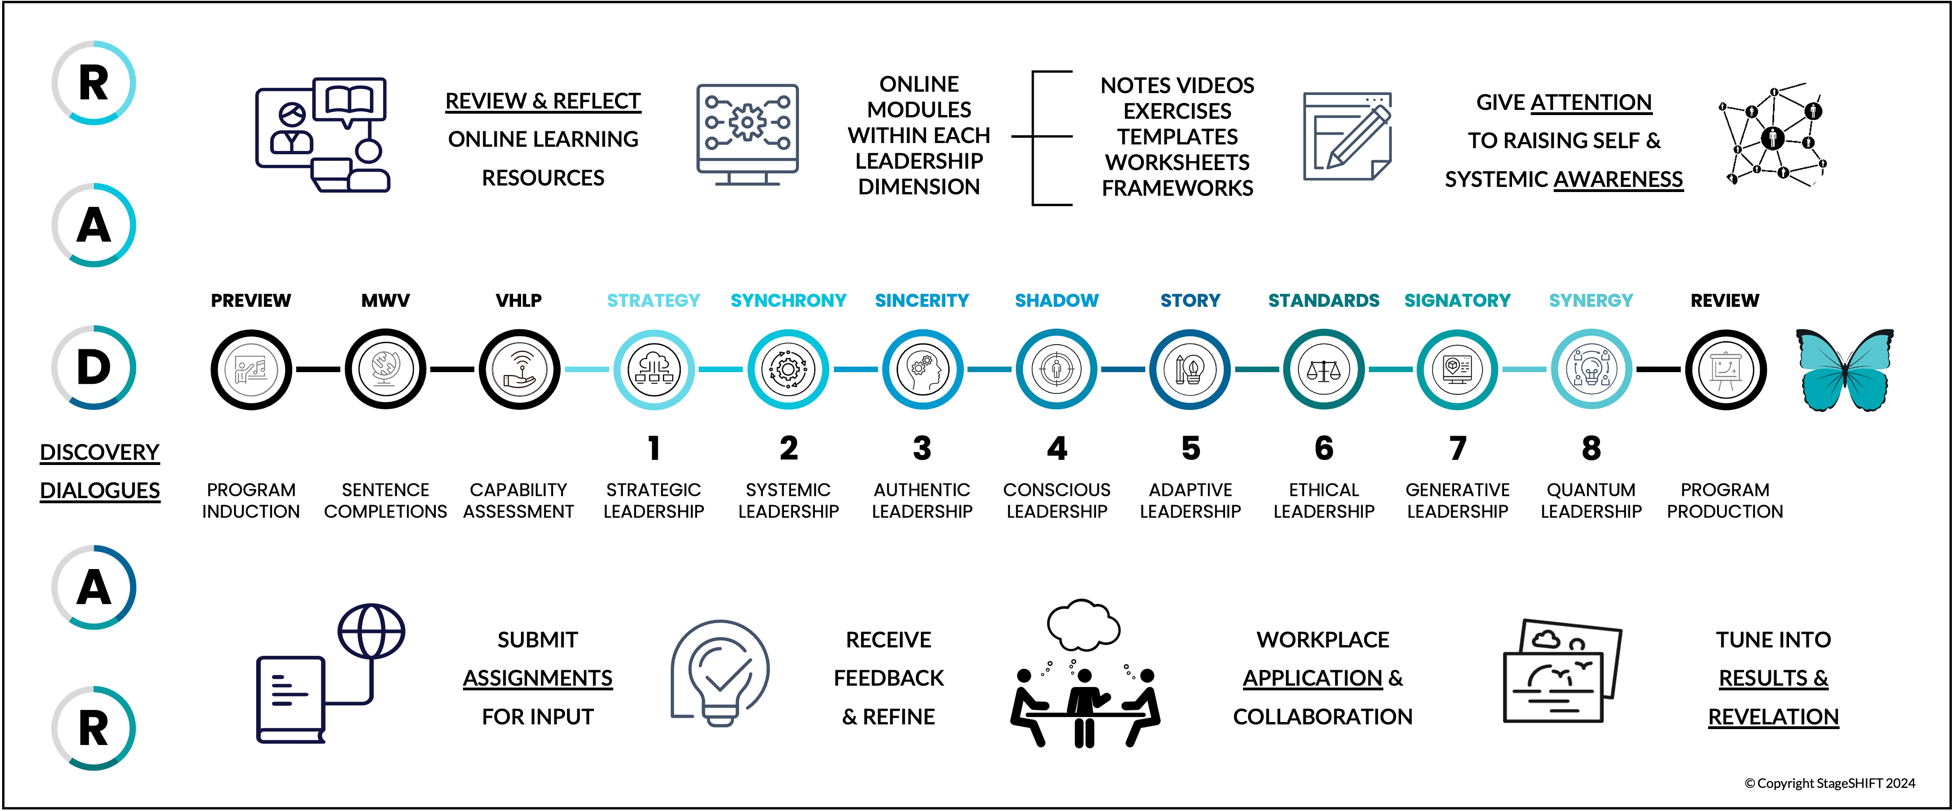 R
REVIEW & REFLECT
ONLINE LEARNING
RESOURCES
ONLINE
MODULES
WITHIN EACH
LEADERSHIP
DIMENSION
NOTES VIDEOS
EXERCISES
TEMPLATES
WORKSHEETS
FRAMEWORKS
GIVE ATTENTION
TO RAISING SELF &
SYSTEMIC AWARENESS
A
PREVIEW MWV VHLP STRATEGY SYNCHRONY SINCERITY SHADOW STORY STANDARDS SIGNATORY SYNERGY REVIEW
D
DISCOVERY
DIALOGUES
1 2 3 4 5 6 7 8
PROGRAM
INDUCTION
SENTENCE
COMPLETIONS
CAPABILITY
ASSESSMENT
STRATEGIC
LEADERSHIP
SYSTEMIC
LEADERSHIP
AUTHENTIC
LEADERSHIP
CONSCIOUS
LEADERSHIP
ADAPTIVE
LEADERSHIP
ETHICAL
LEADERSHIP
GENERATIVE
LEADERSHIP
QUANTUM
LEADERSHIP
PROGRAM
PRODUCTION
A
SUBMIT
ASSIGNMENTS
FOR INPUT
RECEIVE
FEEDBACK
& REFINE
WORKPLACE
APPLICATION &
COLLABORATION
TUNE INTO
RESULTS &
REVELATION
R
© Copyright StageSHIFT 2024